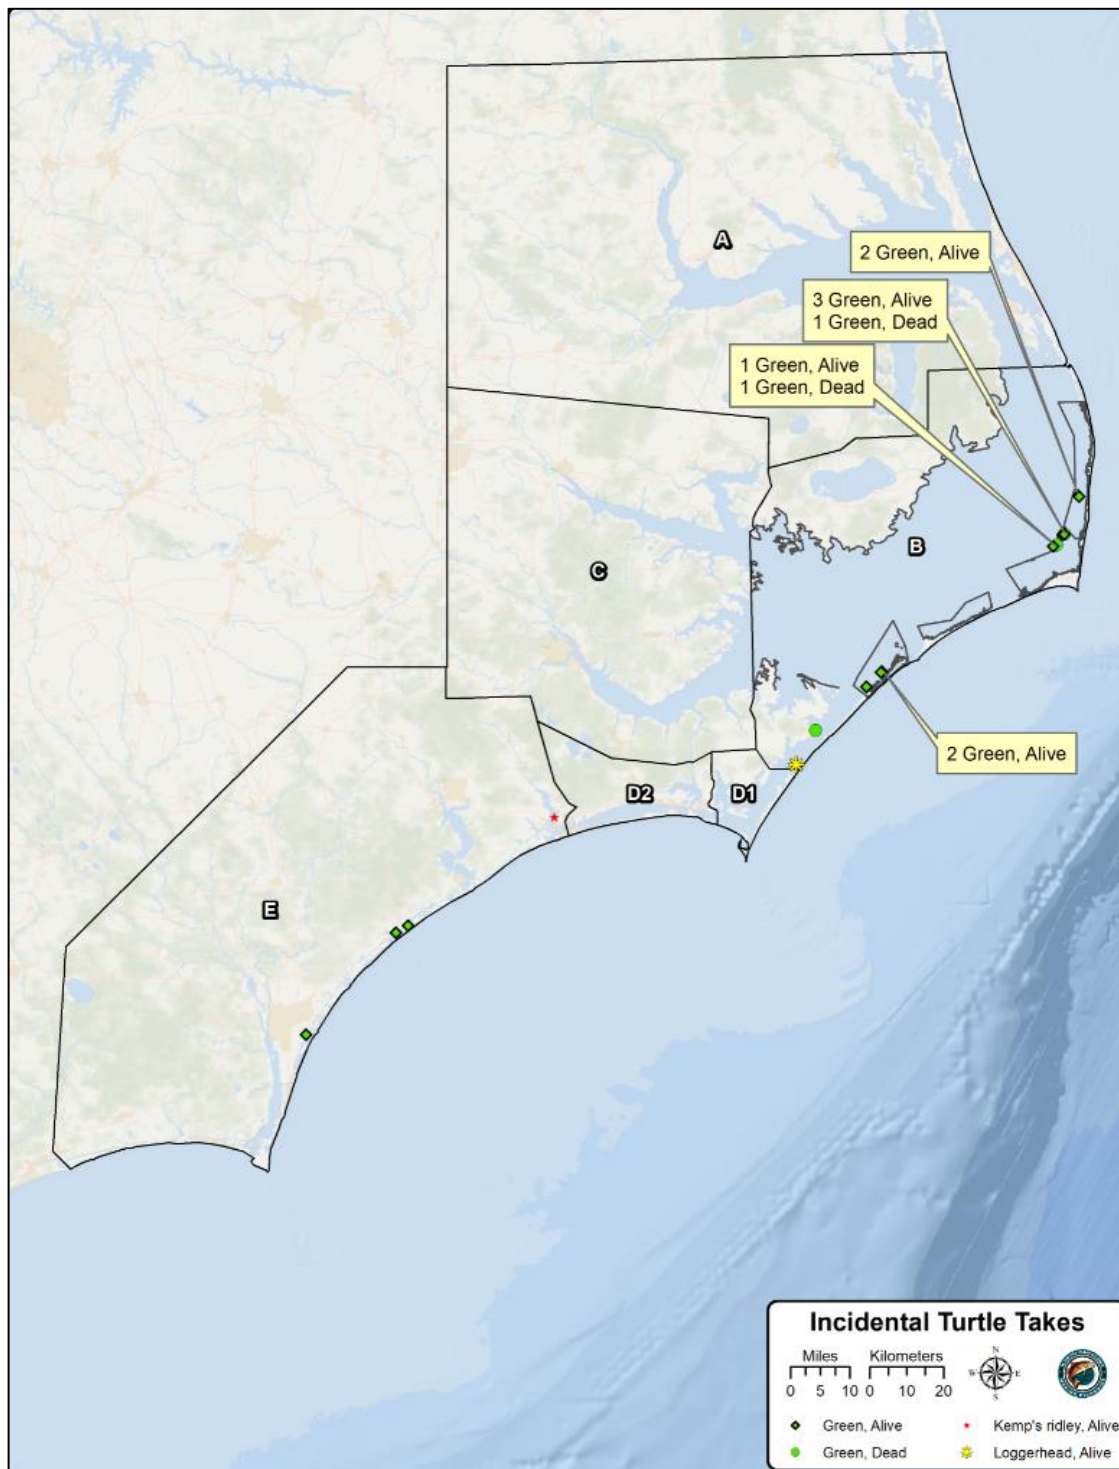 A
2 Green, Alive
3 Green, Alive
1 Green, Dead
1 Green, Alive
1 Green, Dead
B
C
2 Green, Alive
D2
D1
E
Incidental Turtle Takes
Miles
Kilometers
0 5 10 0 10 20
N
W E
S
Green, Alive
Kemp's ridley, Alive
Green, Dead
Loggerhead, Alive